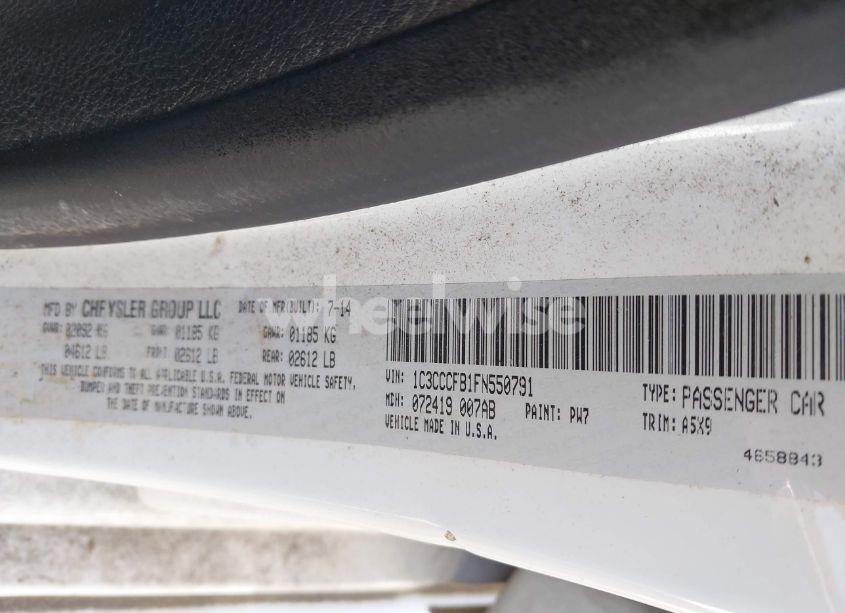 MFD BY CHRYSLER GROUP LLC DATE OF MFR(BUILT): 7-14
GVWR: 02092 KG GAWR: 01185 KG GAWR: 01185 KG
04612 LB FRONT: 02612 LB REAR: 02612 LB
THIS VEHICLE CONFORMS TO ALL APPLICABLE U.S.A. FEDERAL MOTOR VEHICLE SAFETY,
BUMPER AND THEFT PREVENTION STANDARDS IN EFFECT ON
THE DATE OF MANUFACTURE SHOWN ABOVE.
VIN: 1C3CCCFB1FN550791
MDH: 072419 007AB PAINT: PW7
VEHICLE MADE IN U.S.A.
TYPE: PASSENGER CAR
TRIM: A5X9
4658843
wheelwise